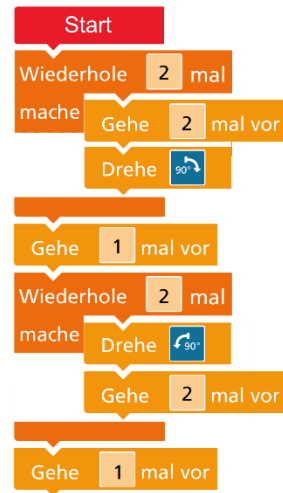 Start
Wiederhole 2 mal
mache
Gehe 2 mal vor
Drehe 90°
Gehe 1 mal vor
Wiederhole 2 mal
mache
Drehe 90°
Gehe 2 mal vor
Gehe 1 mal vor